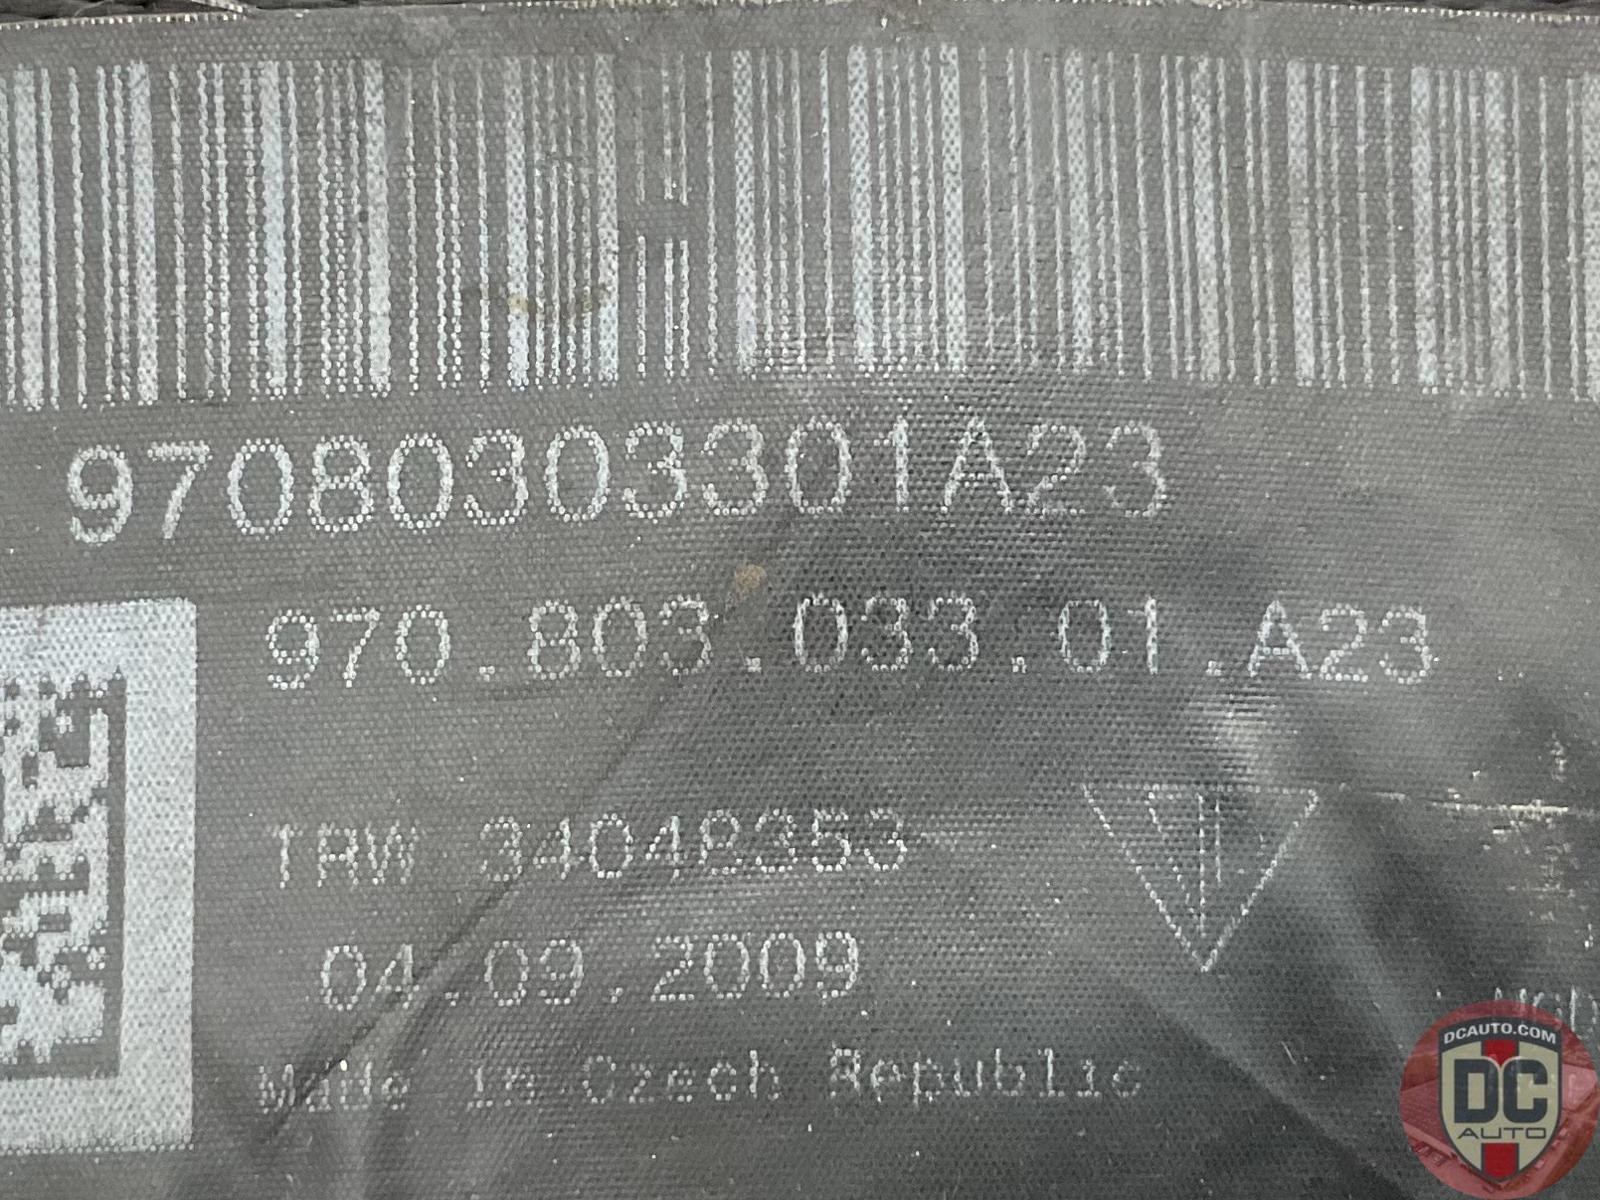 97080303301A23
970.803.033.01.A23
TRW 34048353
04.09.2009
Made in Czech Republic
DCAUTO.COM
DC
AUTO